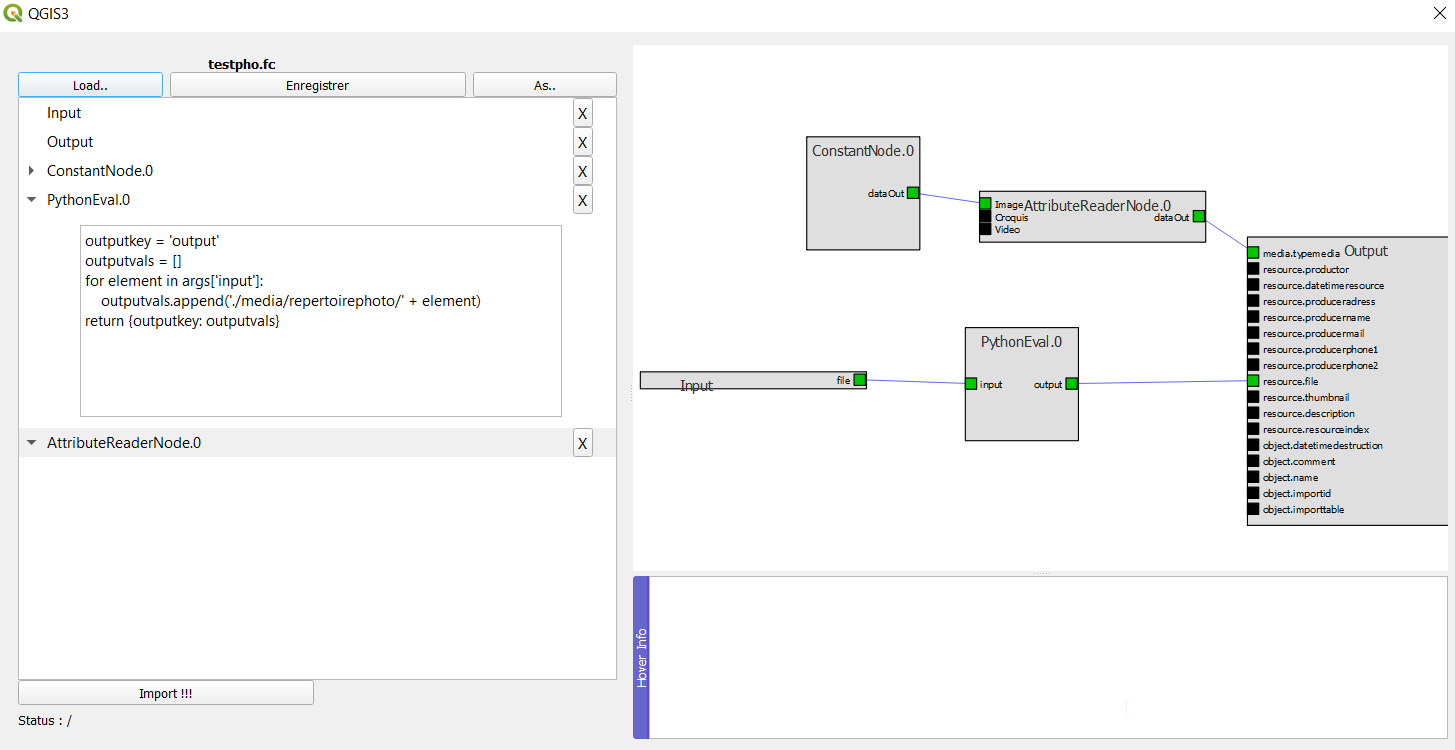 QGIS3
testpho.fc
Load..
Enregistrer
As..
Input
X
Output
X
ConstantNode.0
X
PythonEval.0
X
outputkey = 'output'
outputvals = []
for element in args['input']:
    outputvals.append('./media/repertoirephoto/' + element)
return {outputkey: outputvals}
AttributeReaderNode.0
X
Import !!!
Status : /
ConstantNode.0
dataOut
AttributeReaderNode.0
Image
Croquis
Video
dataOut
Input
file
PythonEval.0
input
output
Output
media.typemedia
resource.productor
resource.datetimeresource
resource.produceradress
resource.producername
resource.producermail
resource.producerphone1
resource.producerphone2
resource.file
resource.thumbnail
resource.description
resource.resourceindex
object.datetimedestruction
object.comment
object.name
object.importid
object.importtable
Hover Info